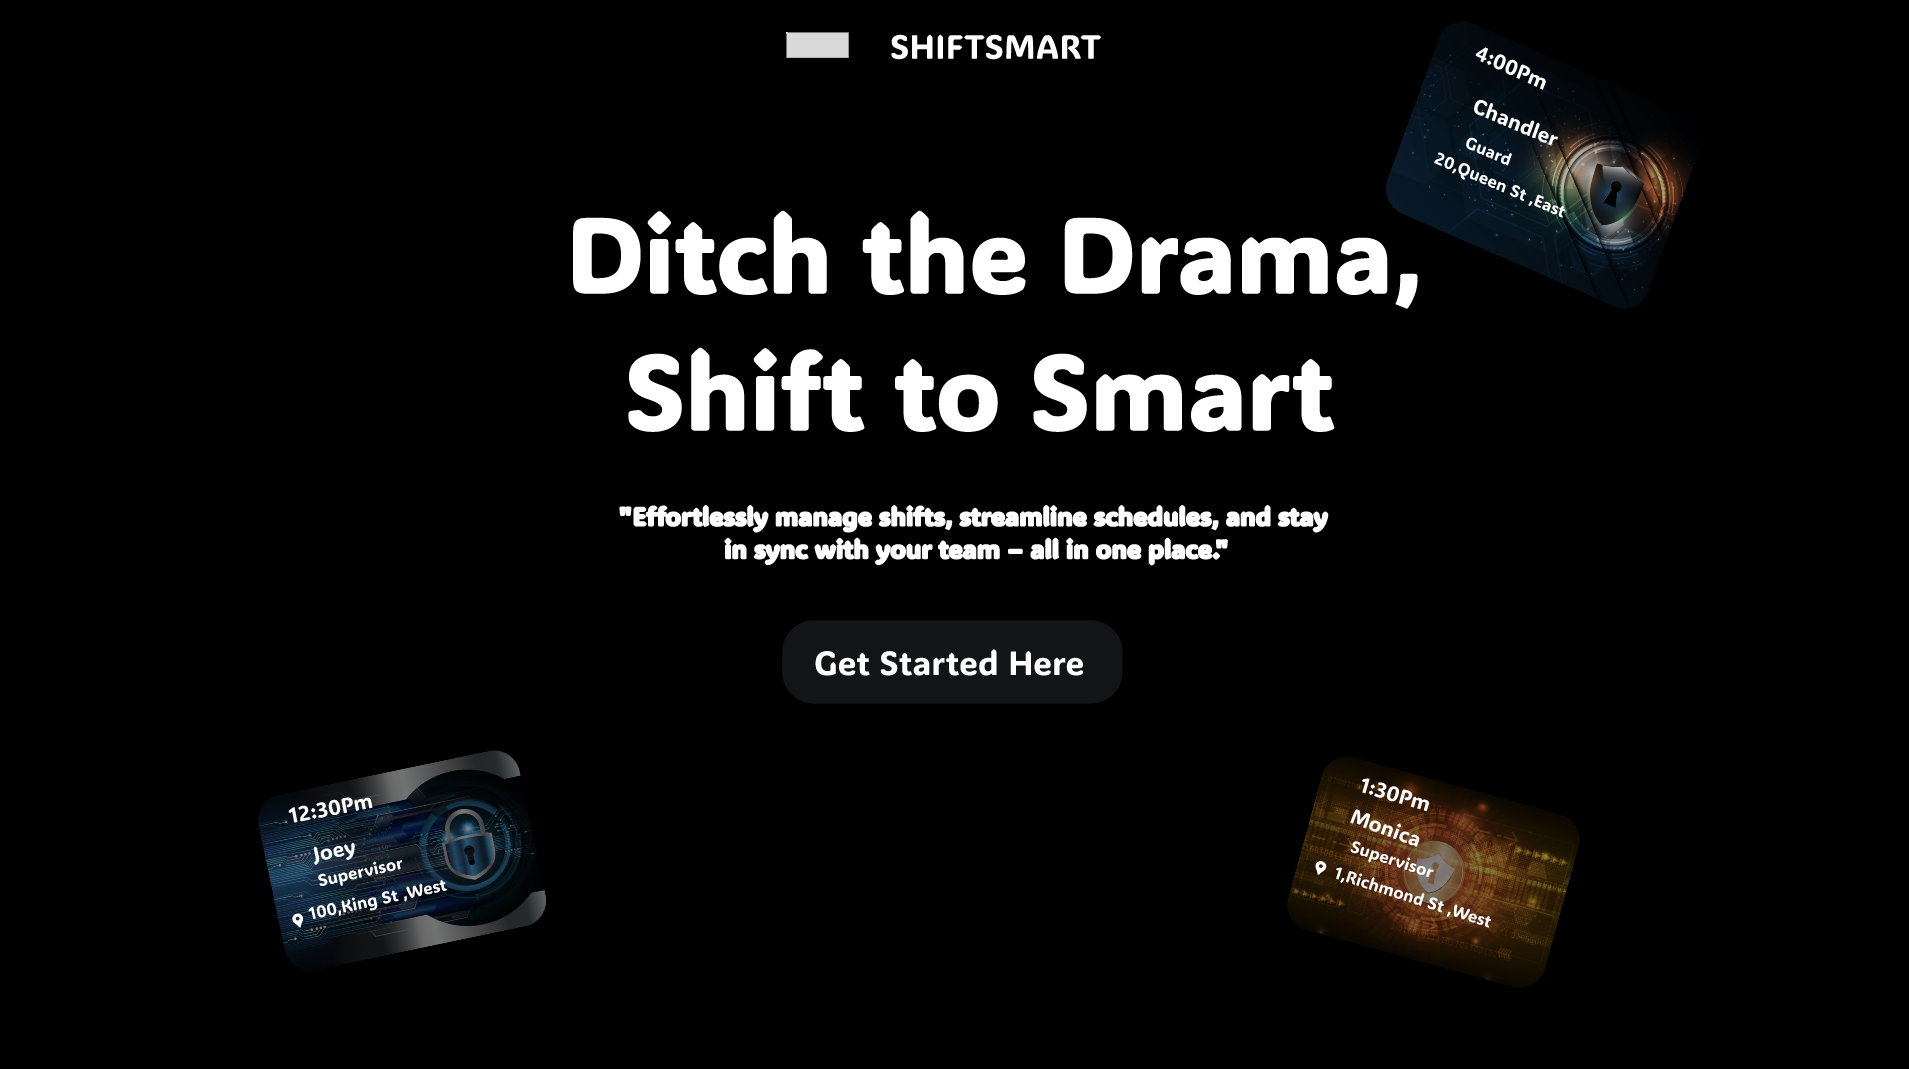 SHIFTSMART
4:00Pm
Chandler
Guard
20,Queen St ,East
Ditch the Drama,
Shift to Smart
"Effortlessly manage shifts, streamline schedules, and stay
in sync with your team – all in one place."
Get Started Here
12:30Pm
Joey
Supervisor
100,King St ,West
1:30Pm
Monica
Supervisor
1,Richmond St ,West